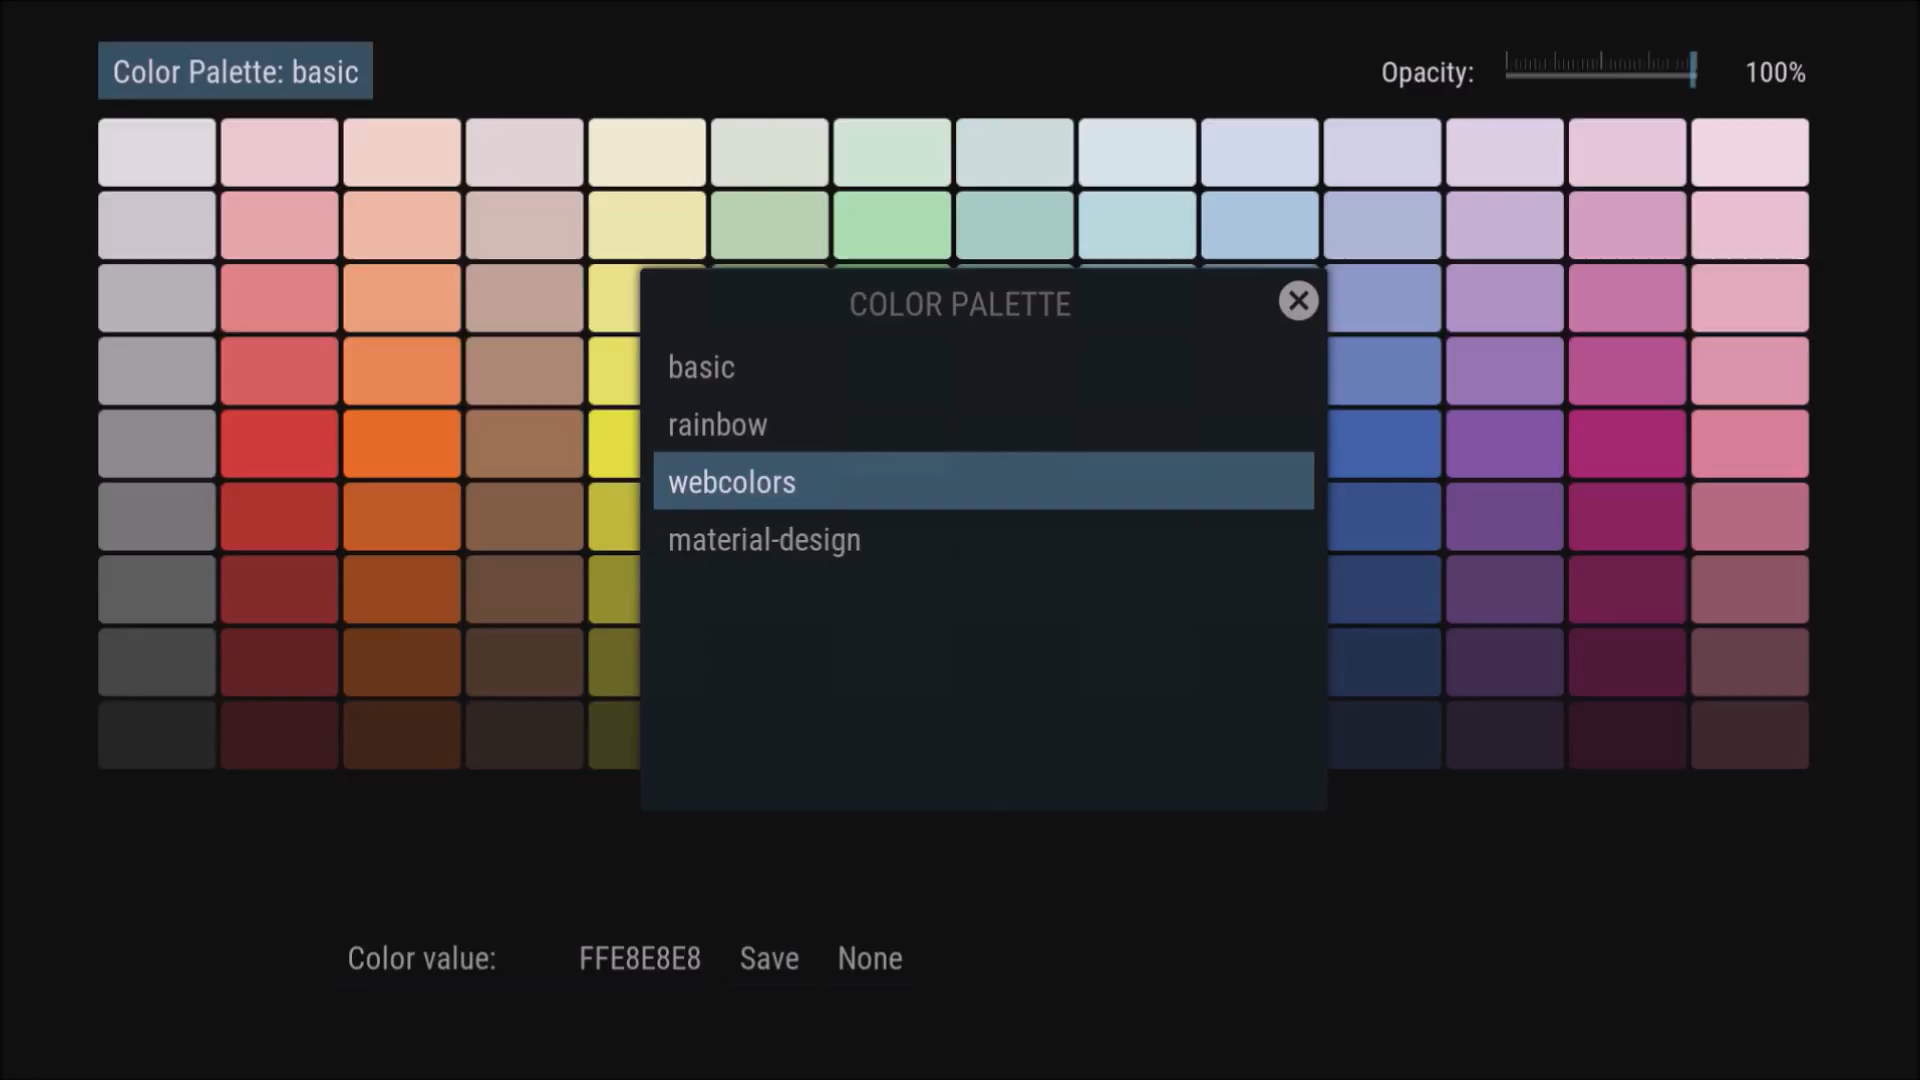 Color Palette: basic
Opacity: 100%
COLOR PALETTE
basic
rainbow
webcolors
material-design
Color value: FFE8E8E8 Save None